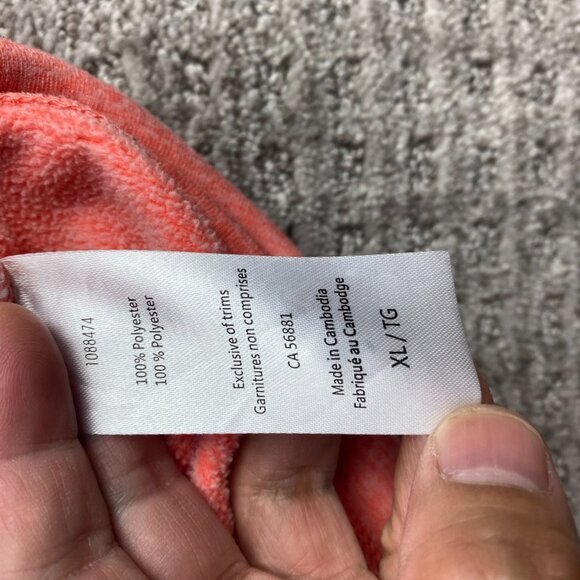 1088474
100% Polyester
100 % Polyester
Exclusive of trims
Garnitures non comprises
CA 56881
Made in Cambodia
Fabriqué au Cambodge
XL/TG